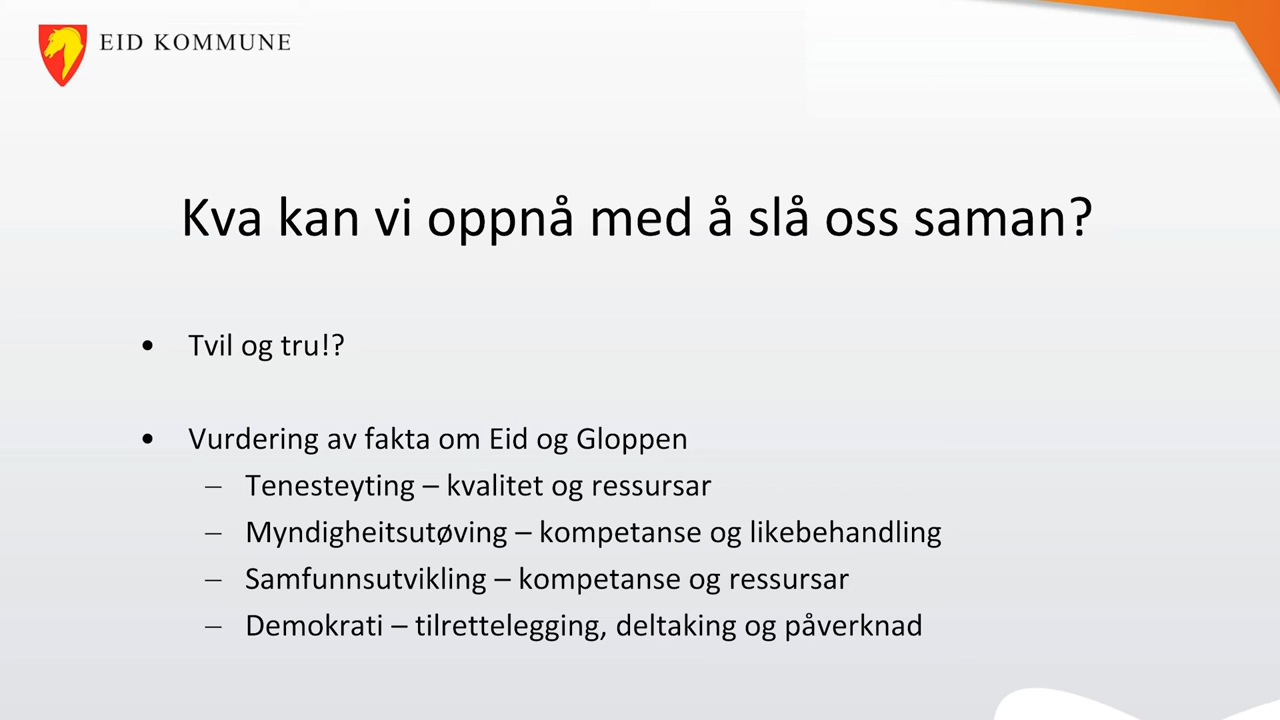 EID KOMMUNE
Kva kan vi oppnå med å slå oss saman?
• Tvil og tru!?
• Vurdering av fakta om Eid og Gloppen
– Tenesteyting – kvalitet og ressursar
– Myndigheitsutøving – kompetanse og likebehandling
– Samfunnsutvikling – kompetanse og ressursar
– Demokrati – tilrettelegging, deltaking og påverknad